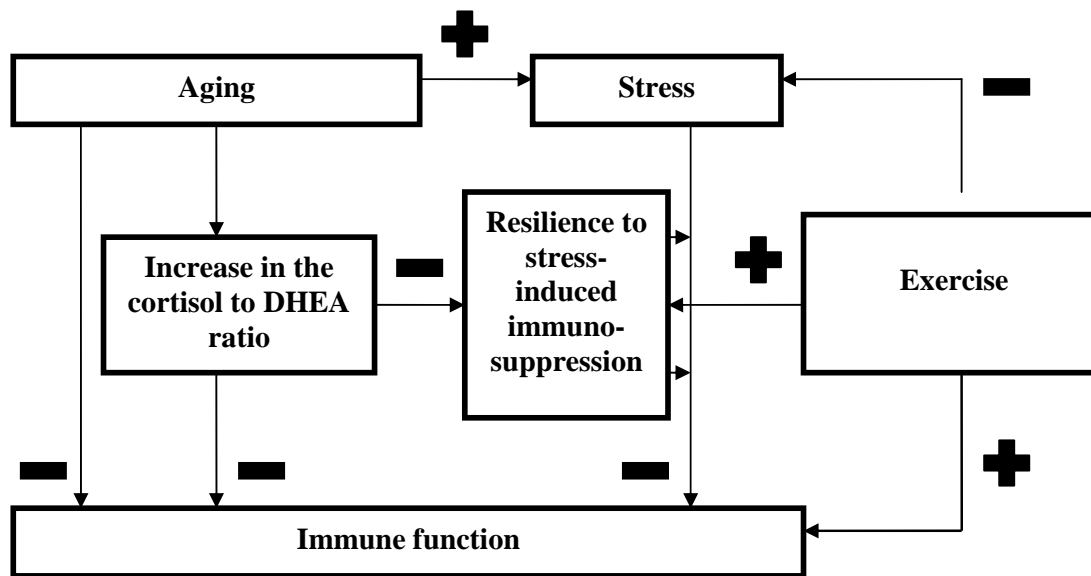 Aging
Stress
Increase in the
cortisol to DHEA
ratio
Resilience to
stress-
induced
immuno-
suppression
Exercise
Immune function